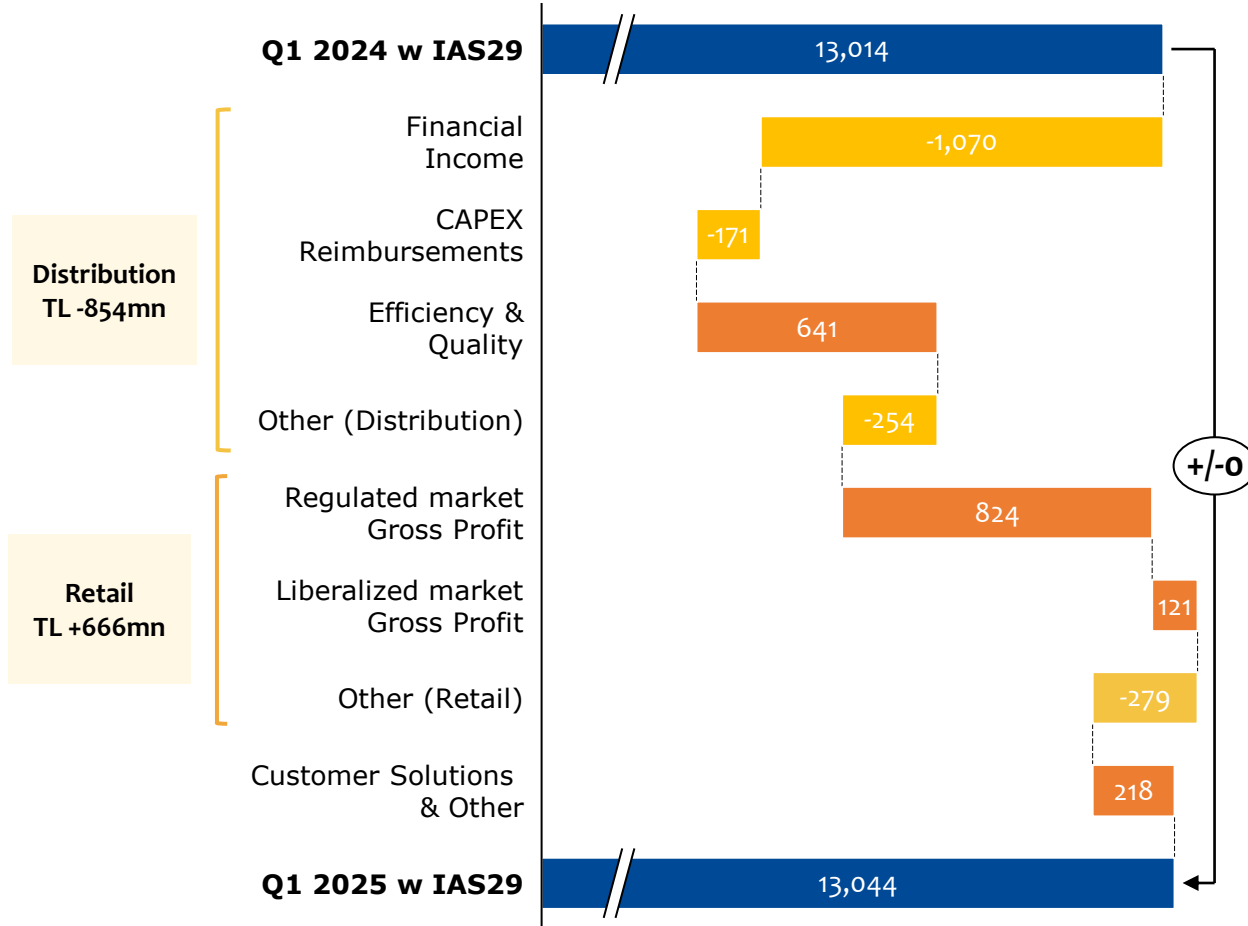 Q1 2024 w IAS29
13,014
Financial
Income
-1,070
CAPEX
Reimbursements
-171
Distribution
TL -854mn
Efficiency &
Quality
641
Other (Distribution)
-254
+/-0
Regulated market
Gross Profit
824
Retail
TL +666mn
Liberalized market
Gross Profit
121
Other (Retail)
-279
Customer Solutions
& Other
218
Q1 2025 w IAS29
13,044